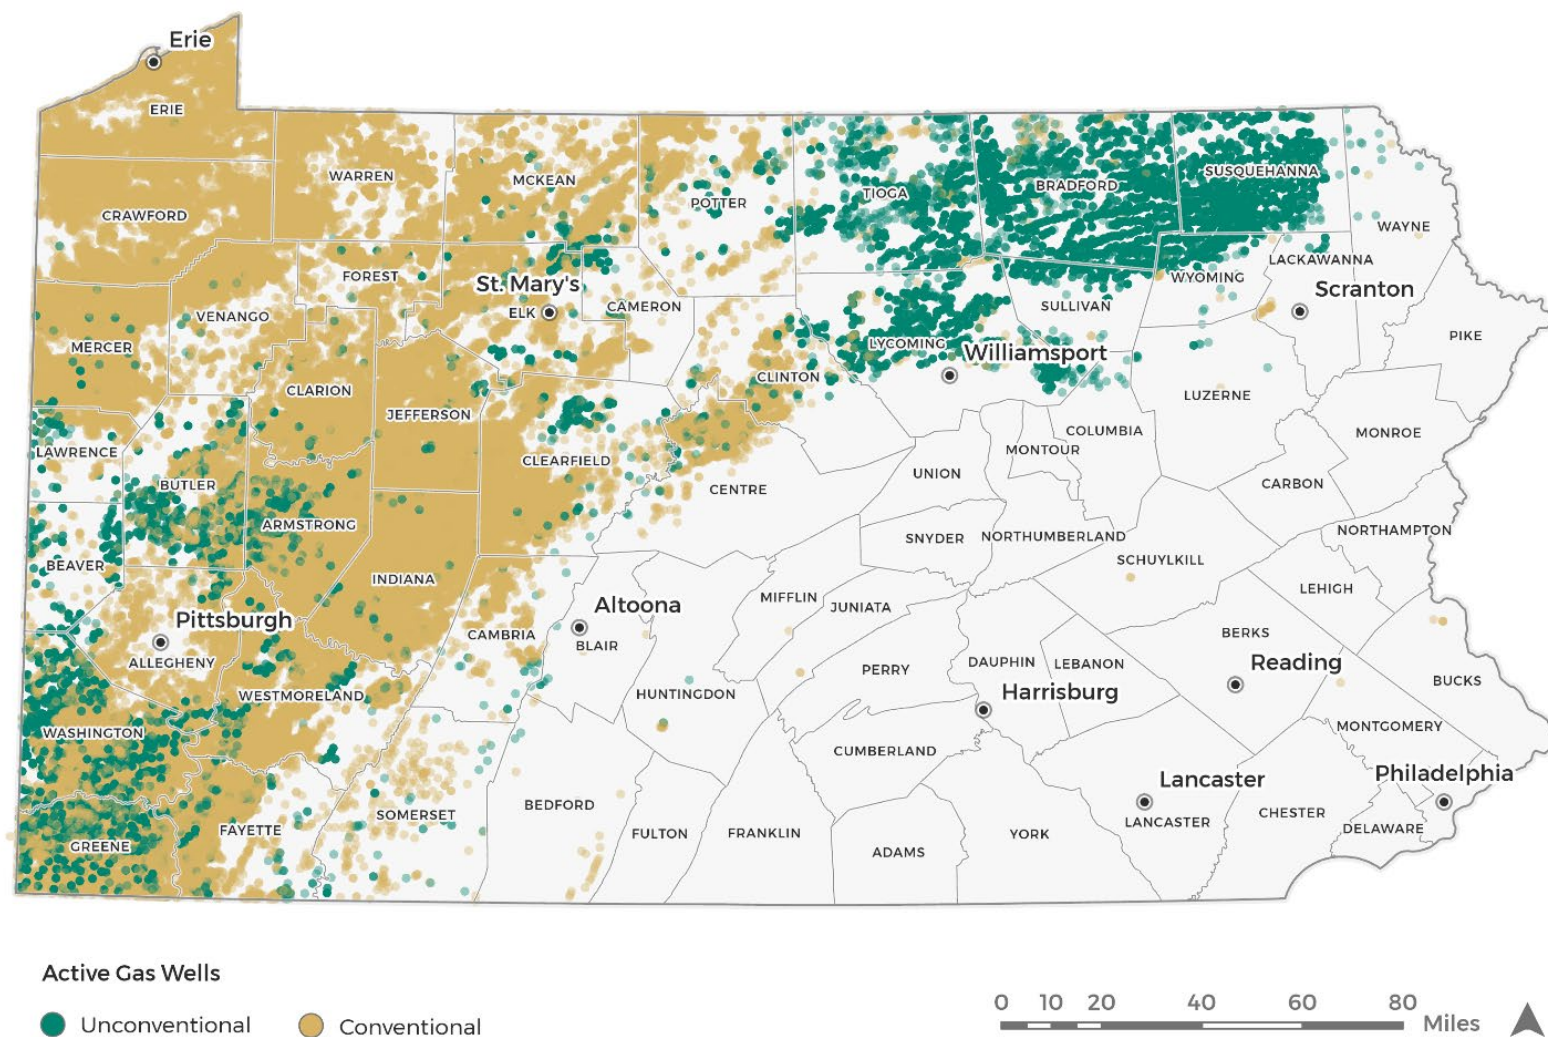 Erie
ERIE
WARREN
MCKEAN
SUSQUEHANNA
BRADFORD
TIOGA
POTTER
CRAWFORD
WAYNE
LACKAWANNA
FOREST
WYOMING
St. Mary's
Scranton
CAMERON
SULLIVAN
ELK
VENANGO
PIKE
MERCER
LYCOMING
Williamsport
CLINTON
CLARION
LUZERNE
JEFFERSON
COLUMBIA
MONROE
LAWRENCE
MONTOUR
CLEARFIELD
UNION
BUTLER
CENTRE
CARBON
ARMSTRONG
NORTHAMPTON
SNYDER
NORTHUMBERLAND
SCHUYLKILL
BEAVER
INDIANA
LEHIGH
MIFFLIN
JUNIATA
Altoona
Pittsburgh
CAMBRIA
BERKS
BLAIR
ALLEGHENY
PERRY
DAUPHIN
LEBANON
Reading
BUCKS
HUNTINGDON
WESTMORELAND
Harrisburg
MONTGOMERY
WASHINGTON
CUMBERLAND
Philadelphia
Lancaster
BEDFORD
SOMERSET
CHESTER
LANCASTER
DELAWARE
FAYETTE
FULTON
FRANKLIN
YORK
GREENE
ADAMS
Active Gas Wells
Unconventional
Conventional
0 10 20 40 60 80
Miles